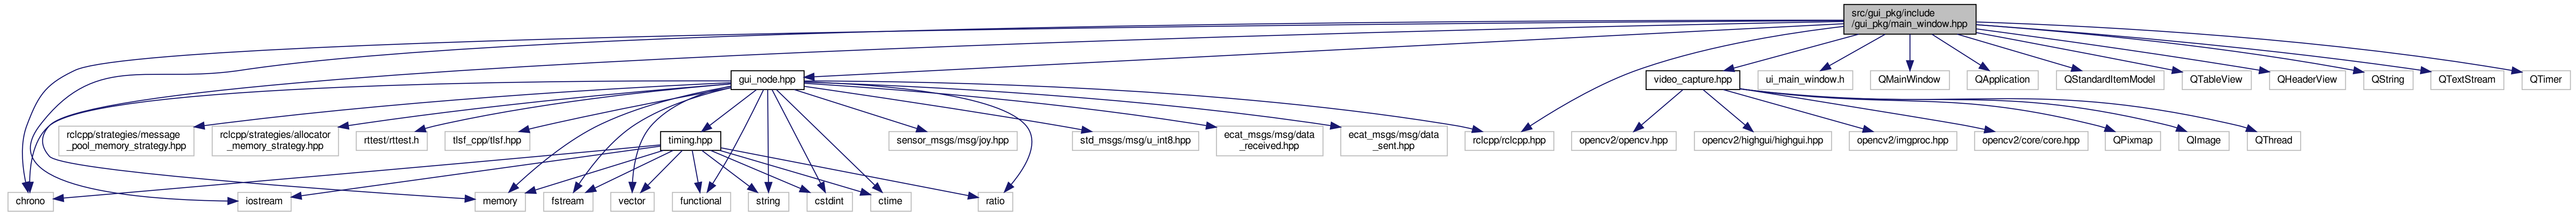 src/gui_pkg/include
/gui_pkg/main_window.hpp
gui_node.hpp
video_capture.hpp
ui_main_window.h
QMainWindow
QApplication
QStandardItemModel
QTableView
QHeaderView
QString
QTextStream
QTimer
rclcpp/strategies/message
_pool_memory_strategy.hpp
rclcpp/strategies/allocator
_memory_strategy.hpp
rttest/rttest.h
tlsf_cpp/tlsf.hpp
timing.hpp
sensor_msgs/msg/joy.hpp
std_msgs/msg/u_int8.hpp
ecat_msgs/msg/data
_received.hpp
ecat_msgs/msg/data
_sent.hpp
rclcpp/rclcpp.hpp
opencv2/opencv.hpp
opencv2/highgui/highgui.hpp
opencv2/imgproc.hpp
opencv2/core/core.hpp
QPixmap
QImage
QThread
chrono
iostream
memory
fstream
vector
functional
string
cstdint
ctime
ratio